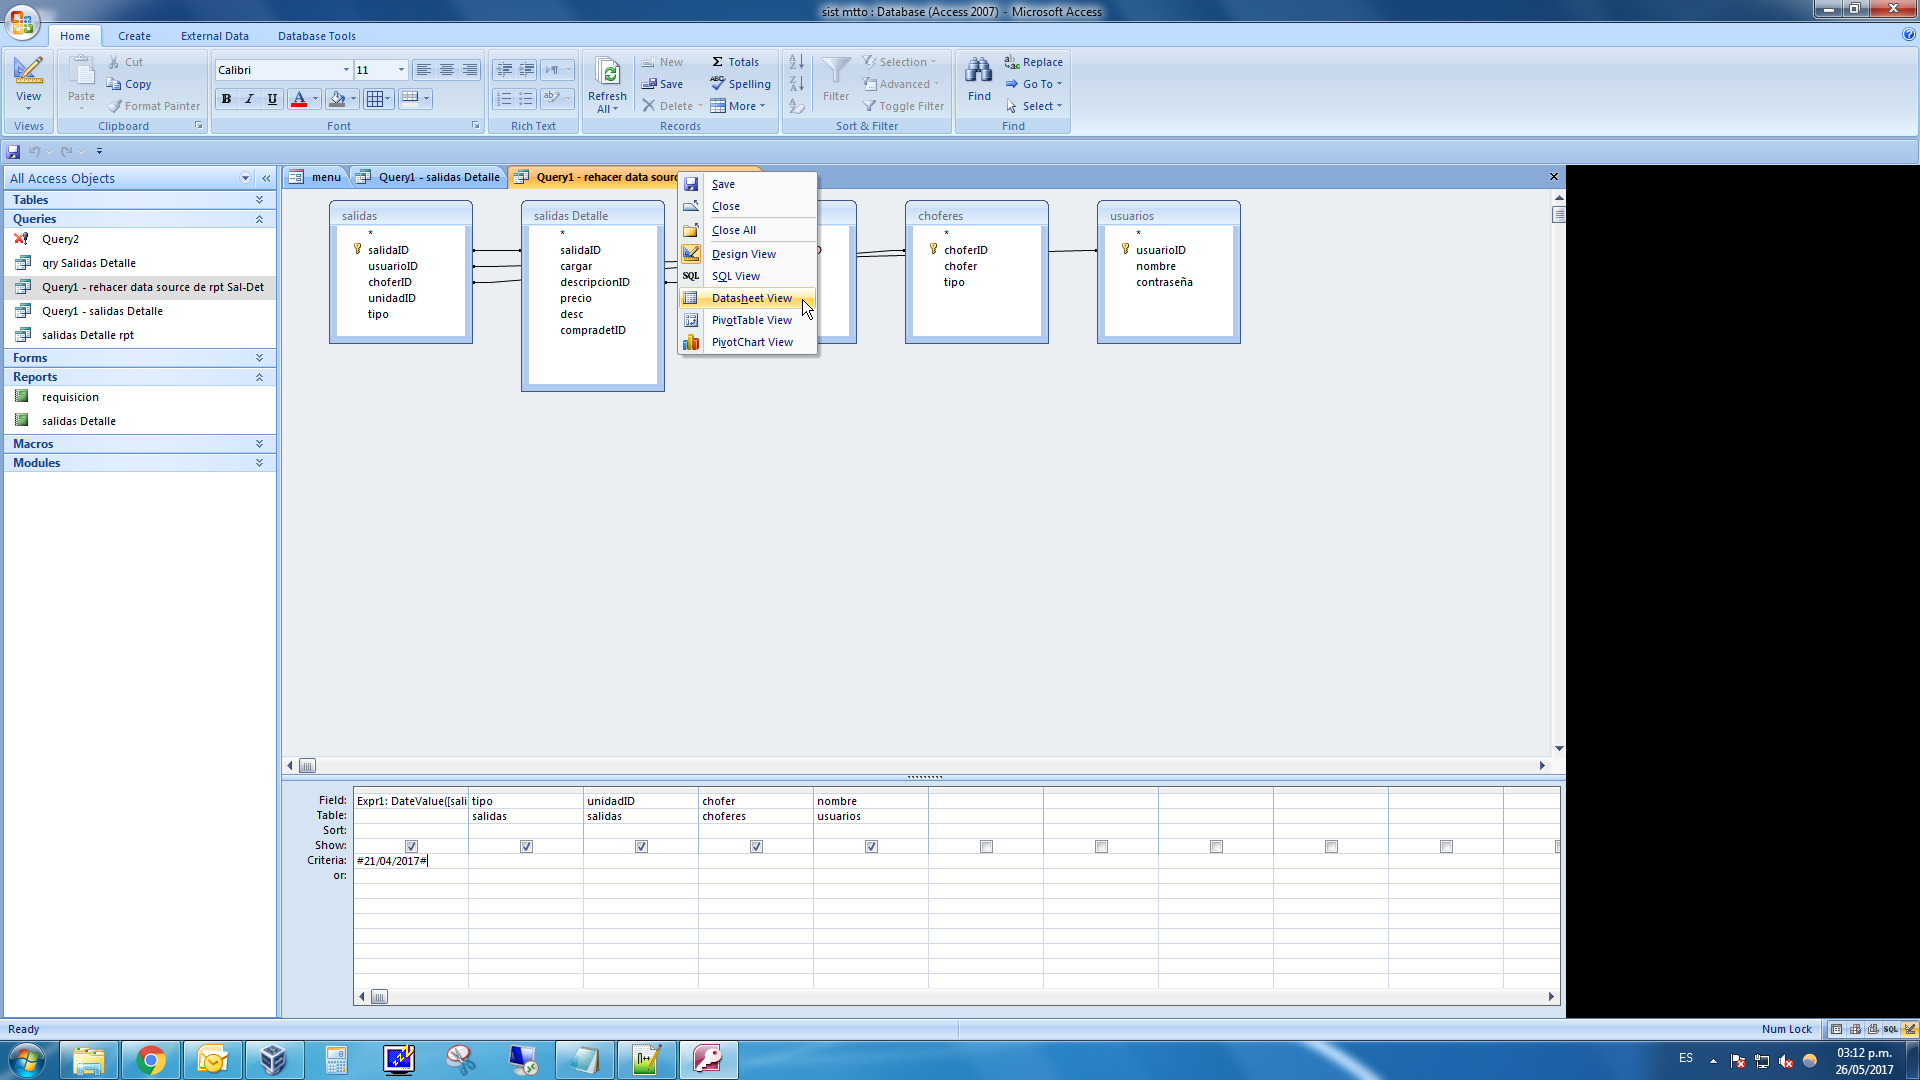 sist mtto : Database (Access 2007) - Microsoft Access
Home Create External Data Database Tools
View
Views
Paste
Cut
Copy
Format Painter
Clipboard
Calibri 11
B I U A
Font
Rich Text
Refresh All
New
Save
Delete
Σ Totals
ABC Spelling
More
Records
Filter
Selection
Advanced
Toggle Filter
Sort & Filter
Find
Replace
Go To
Select
Find
All Access Objects
Tables
Queries
Query2
qry Salidas Detalle
Query1 - rehacer data source de rpt Sal-Det
Query1 - salidas Detalle
salidas Detalle rpt
Forms
Reports
requisicion
salidas Detalle
Macros
Modules
menu
Query1 - salidas Detalle
Query1 - rehacer data sourc
Save
Close
Close All
Design View
SQL SQL View
Datasheet View
PivotTable View
PivotChart View
salidas
*
salidaID
usuarioID
choferID
unidadID
tipo
salidas Detalle
*
salidaID
cargar
descripcionID
precio
desc
compradetID
choferes
*
choferID
chofer
tipo
usuarios
*
usuarioID
nombre
contraseña
Field: Expr1: DateValue([sali tipo unidadID chofer nombre
Table: salidas salidas choferes usuarios
Sort:
Show:
Criteria: #21/04/2017#
or:
Ready
Num Lock
SQL
ES
03:12 p.m.
26/05/2017